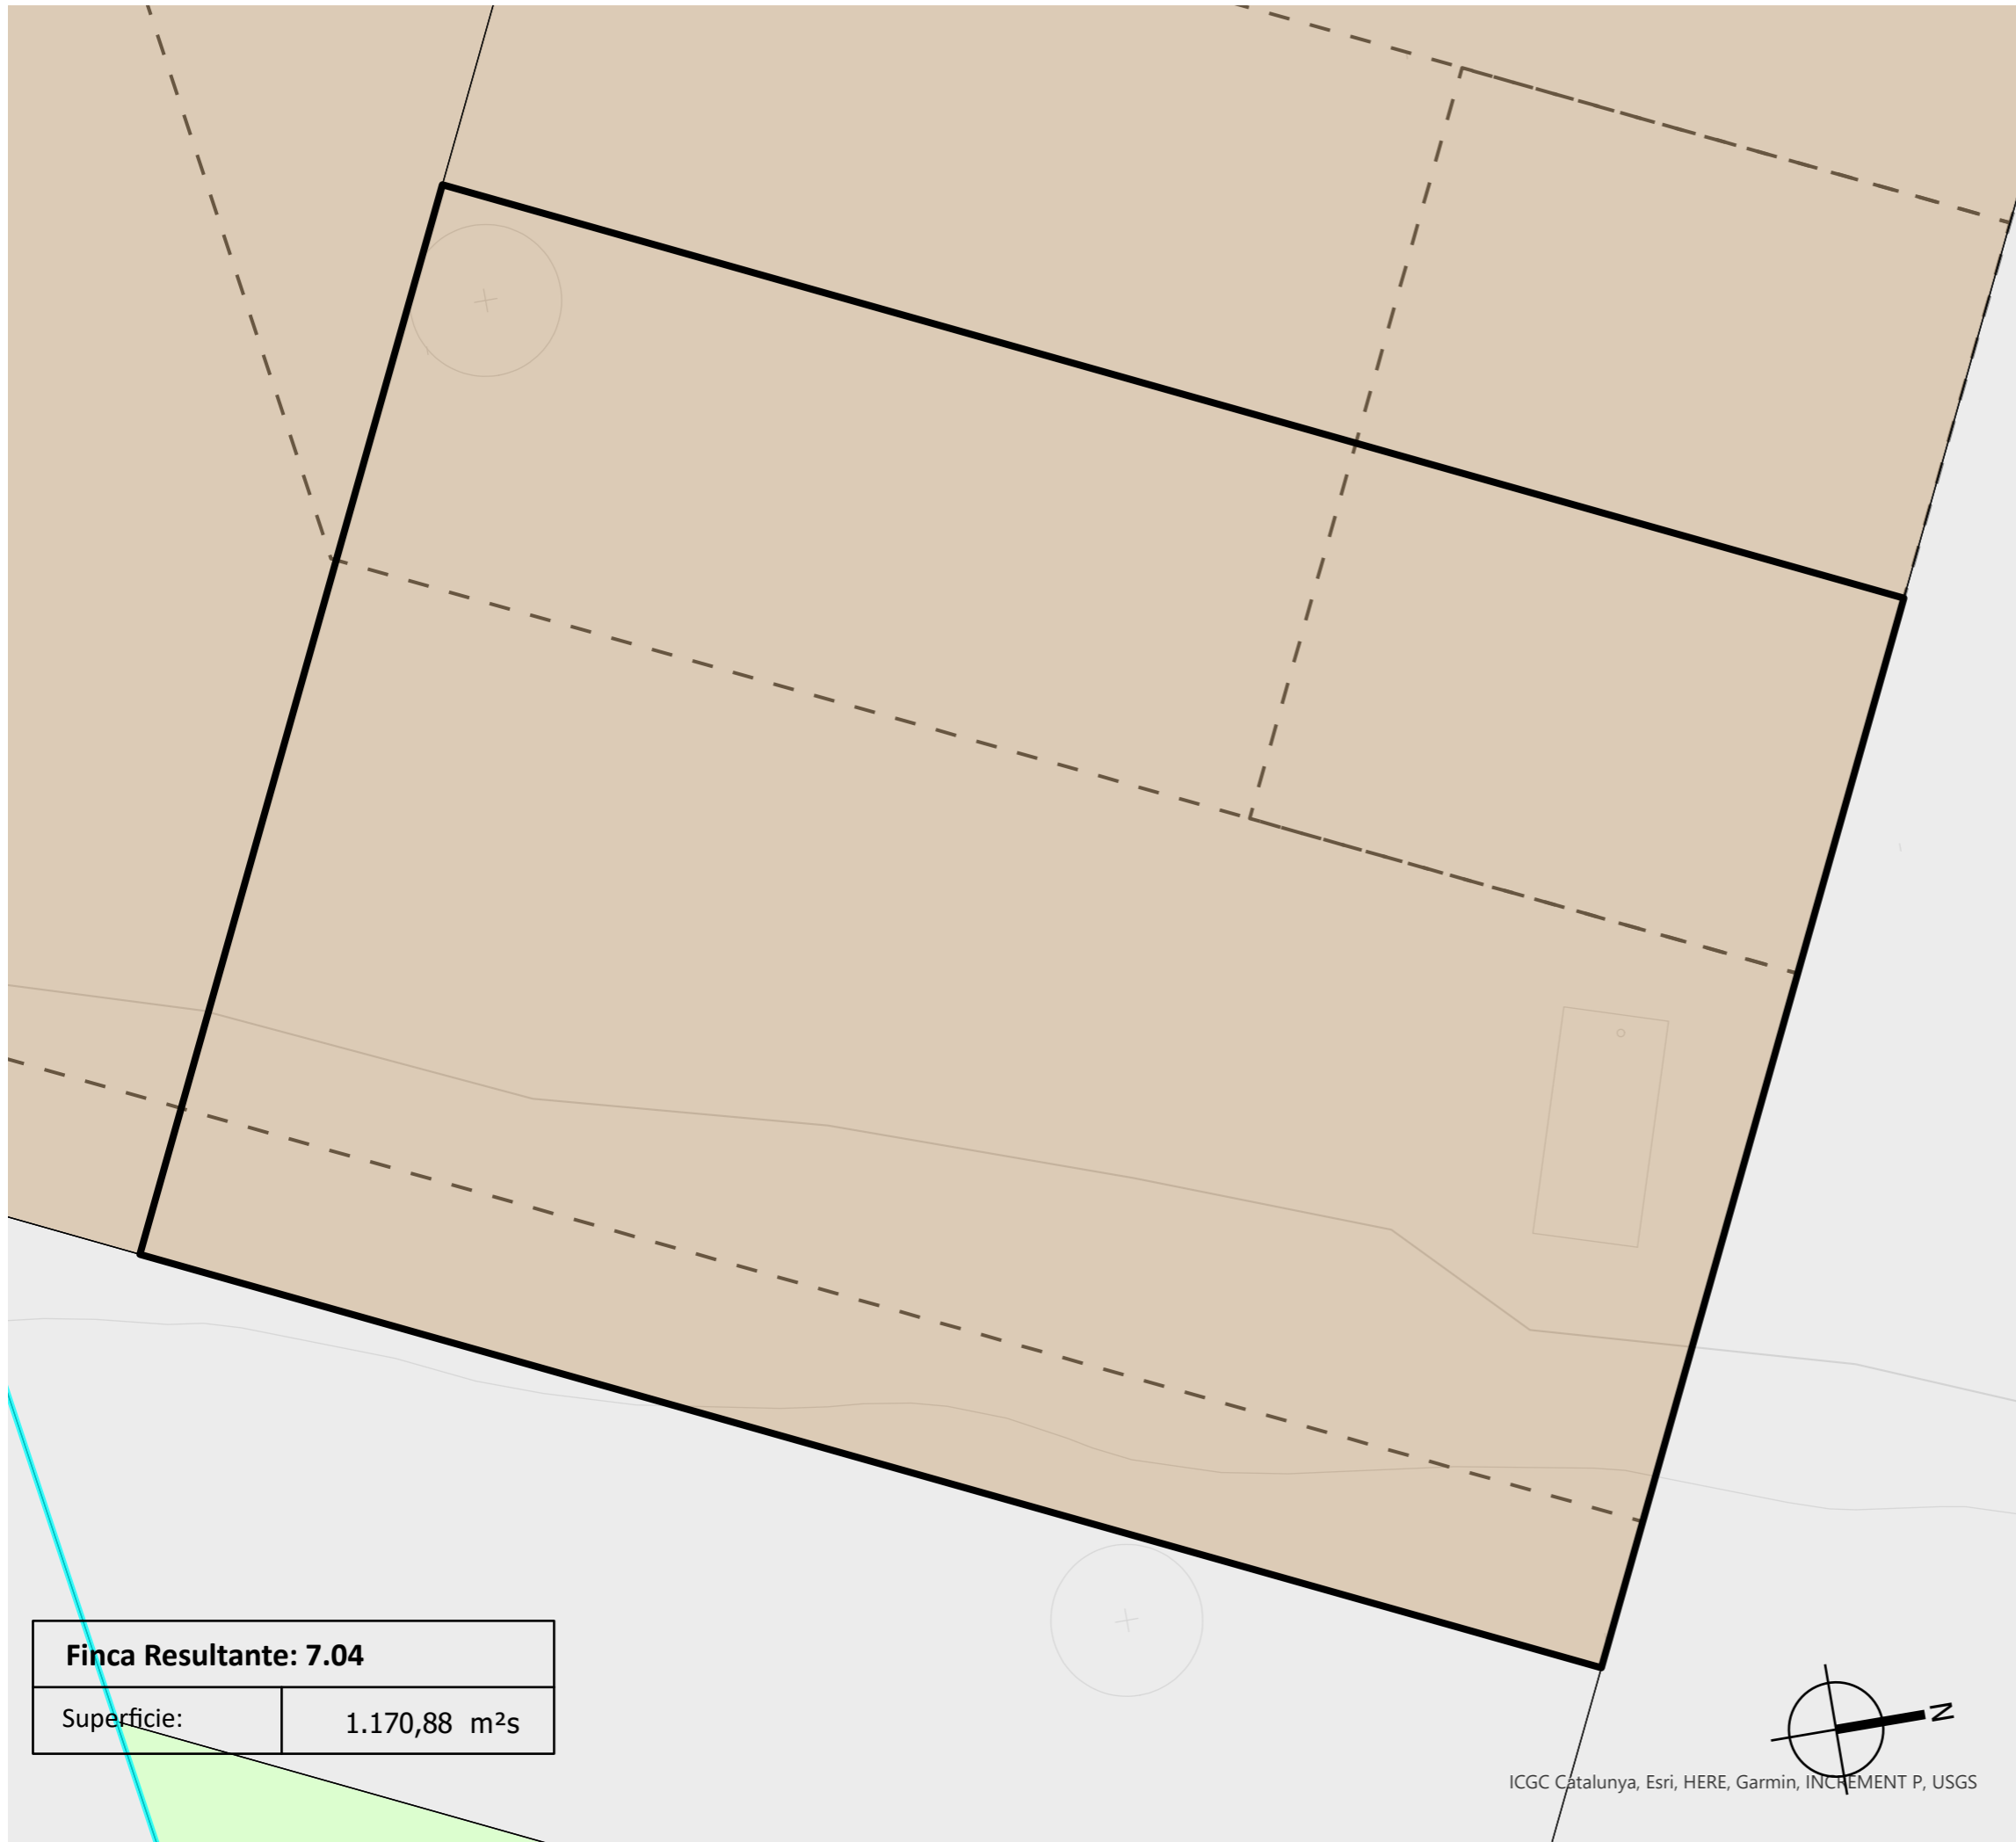 Finca Resultante: 7.04
Superficie: 1.170,88 m²s
N
ICGC Catalunya, Esri, HERE, Garmin, INCREMENT P, USGS